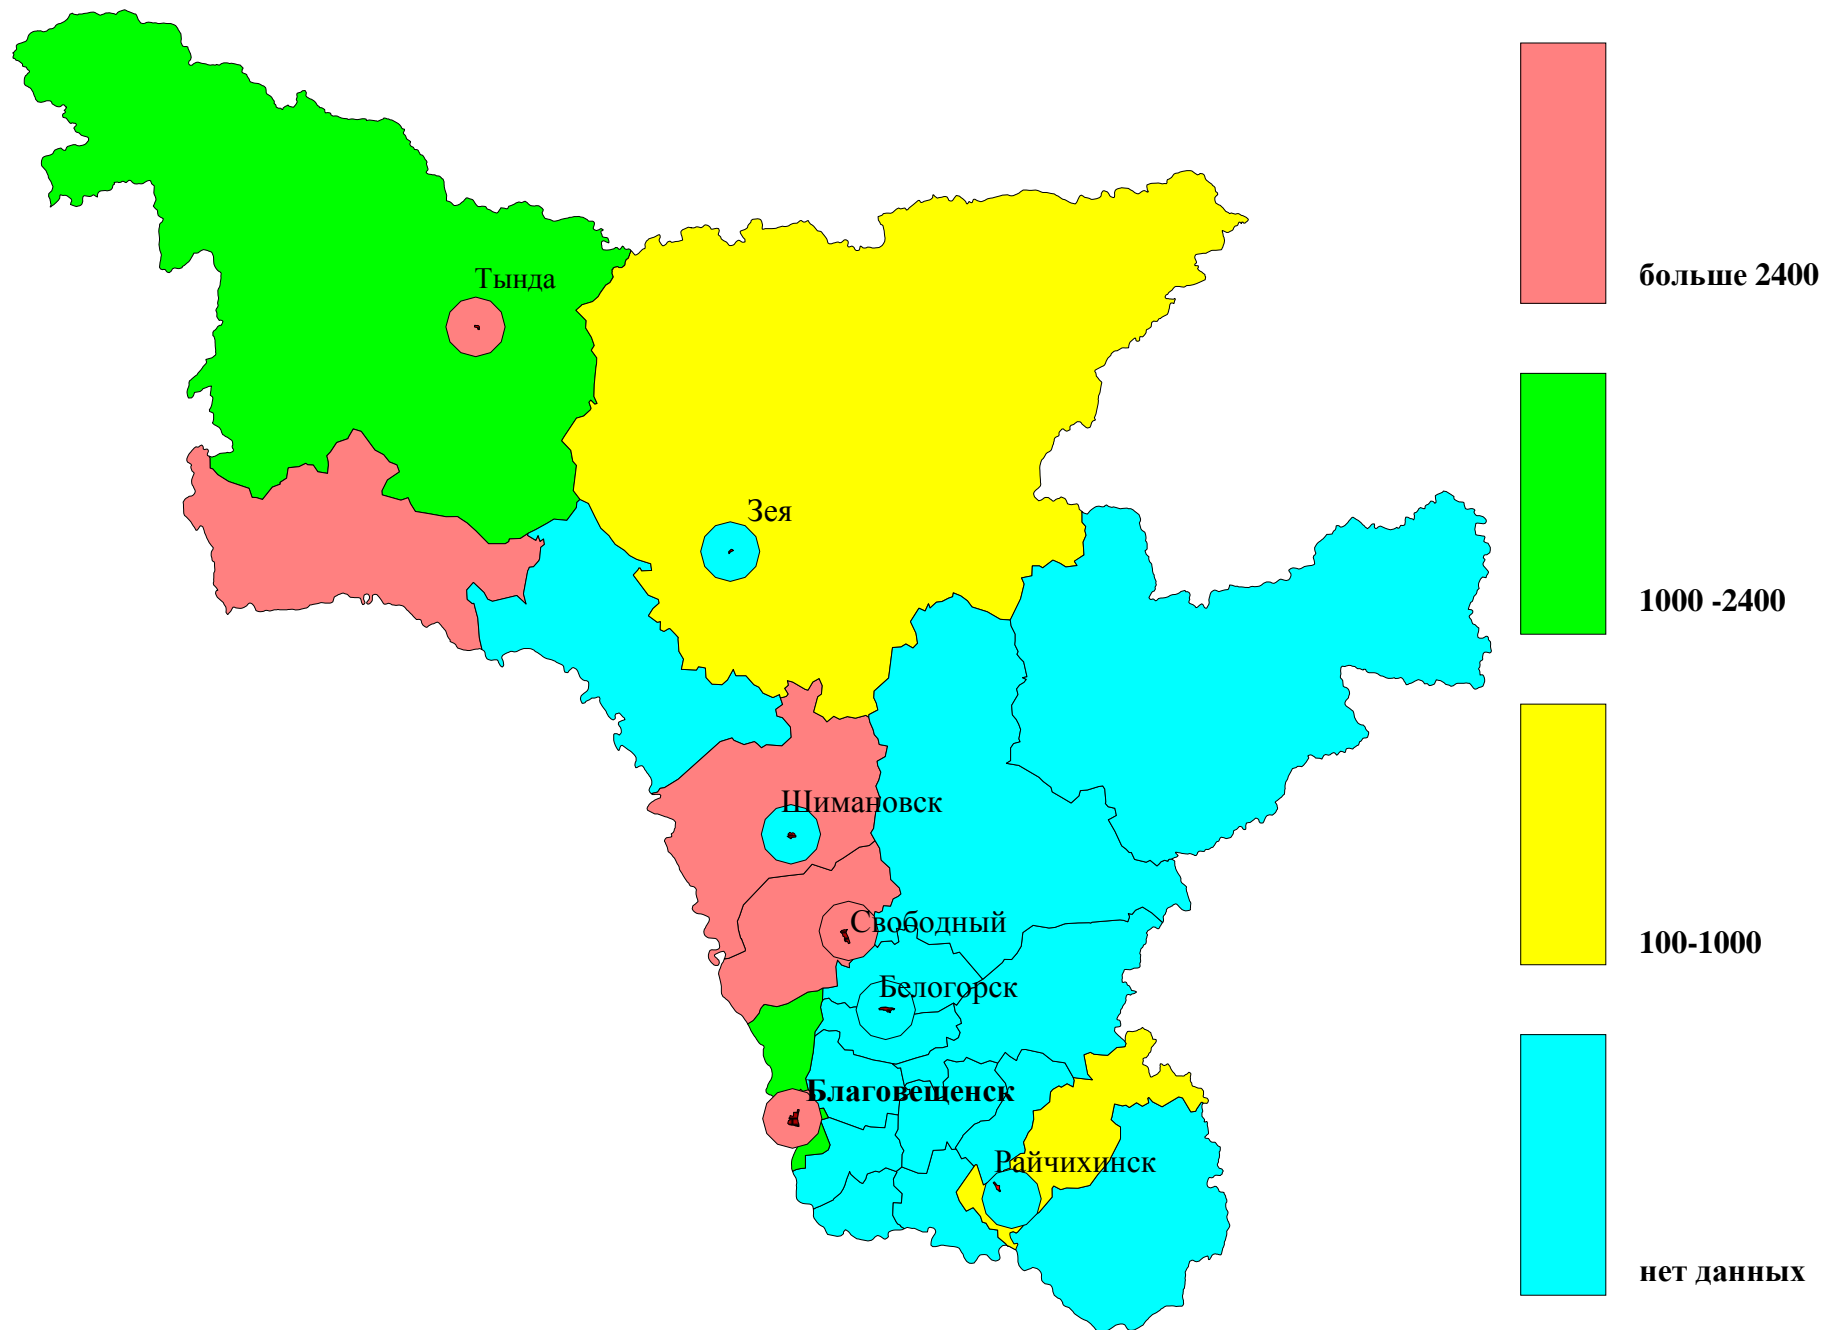 Тында
Зея
Шимановск
Свободный
Белогорск
Благовещенск
Райчихинск
больше 2400
1000 -2400
100-1000
нет данных